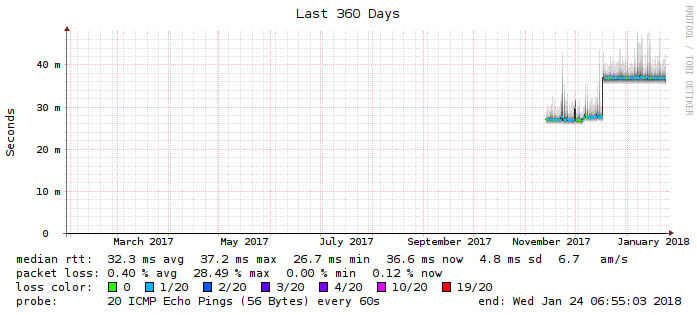 Last 360 Days
RRDTOOL / TOBI OETIKER
Seconds
40 m
30 m
20 m
10 m
0
March 2017 May 2017 July 2017 September 2017 November 2017 January 2018
median rtt: 32.3 ms avg 37.2 ms max 26.7 ms min 36.6 ms now 4.8 ms sd 6.7 am/s
packet loss: 0.40 % avg 28.49 % max 0.00 % min 0.12 % now
loss color: 0 1/20 2/20 3/20 4/20 10/20 19/20
probe: 20 ICMP Echo Pings (56 Bytes) every 60s end: Wed Jan 24 06:55:03 2018